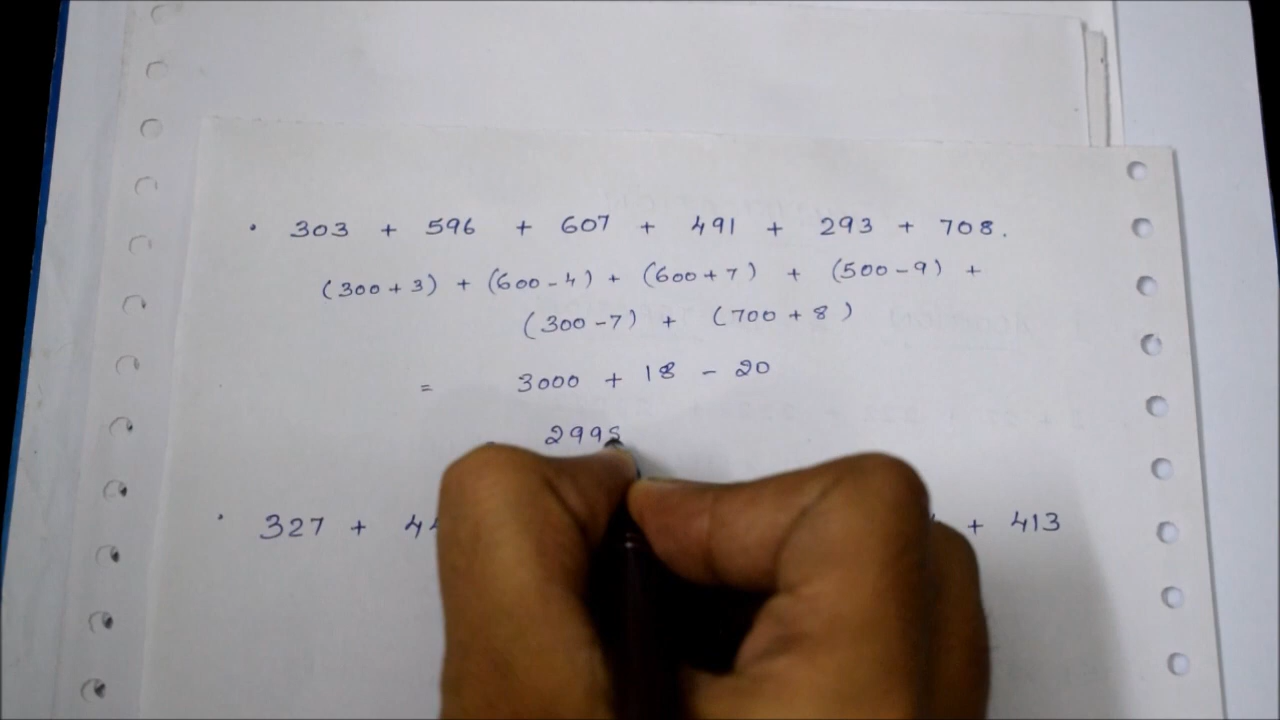 • 303 + 596 + 607 + 491 + 293 + 708.
(300 + 3) + (600 - 4) + (600 + 7) + (500 - 9) +
(300 - 7) + (700 + 8)
= 3000 + 18 - 20
299
• 327 + + 413